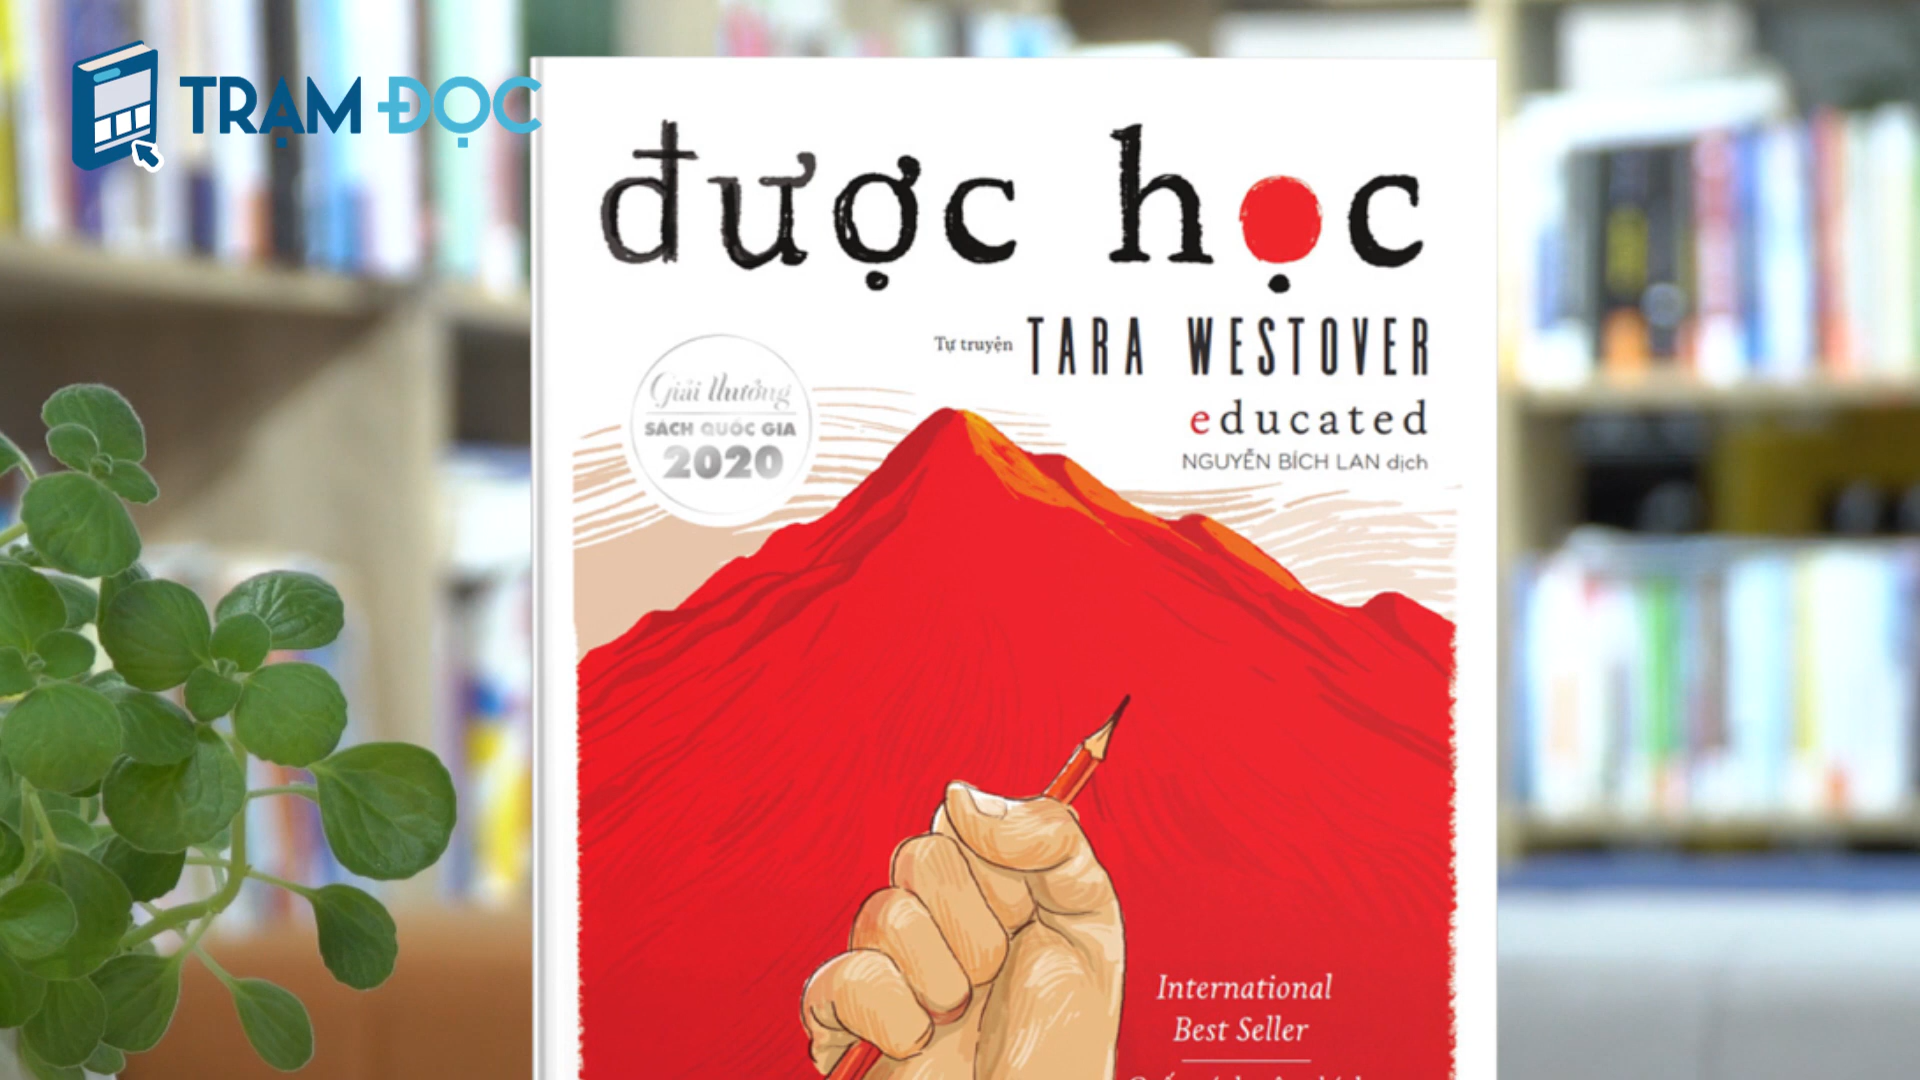 TRẠM ĐỌC
được học
Tự truyện TARA WESTOVER
educated
NGUYỄN BÍCH LAN dịch
Giải thưởng
SÁCH QUỐC GIA
2020
International
Best Seller